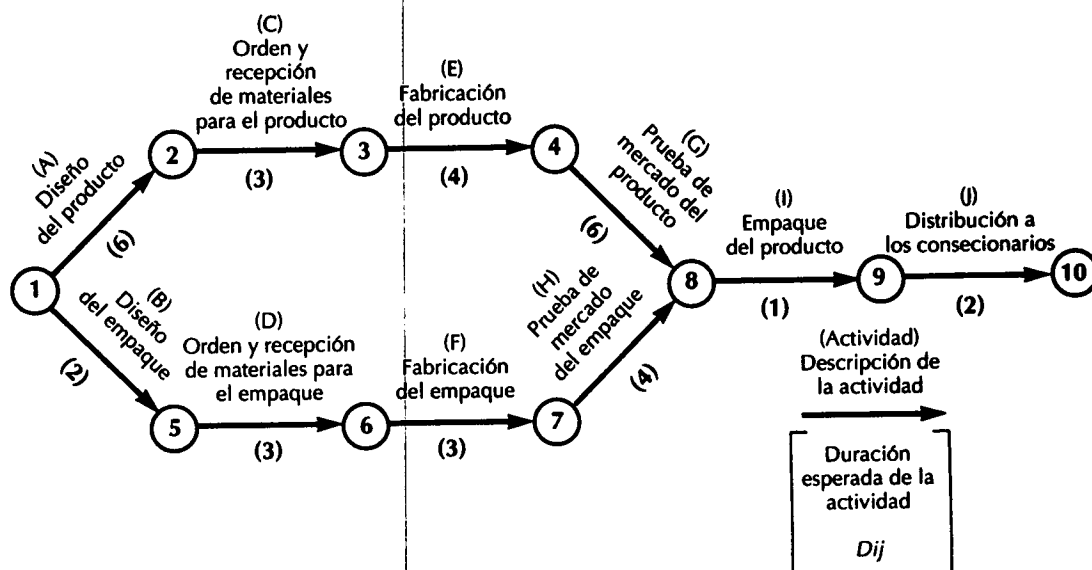 (C)
Orden y
recepción
de materiales
para el producto
(3)
(E)
Fabricación
del producto
(4)
(A)
Diseño
del producto
(6)
(G)
Prueba de
mercado del
producto
(6)
1
2
3
4
(B)
Diseño
del empaque
(2)
(D)
Orden y recepción
de materiales para
el empaque
(3)
(F)
Fabricación
del empaque
(3)
(H)
Prueba de
mercado
del empaque
(4)
5
6
7
8
(I)
Empaque
del producto
(1)
9
(J)
Distribución a
los consecionarios
(2)
10
(Actividad)
Descripción de
la actividad
Duración
esperada de la
actividad
Dij